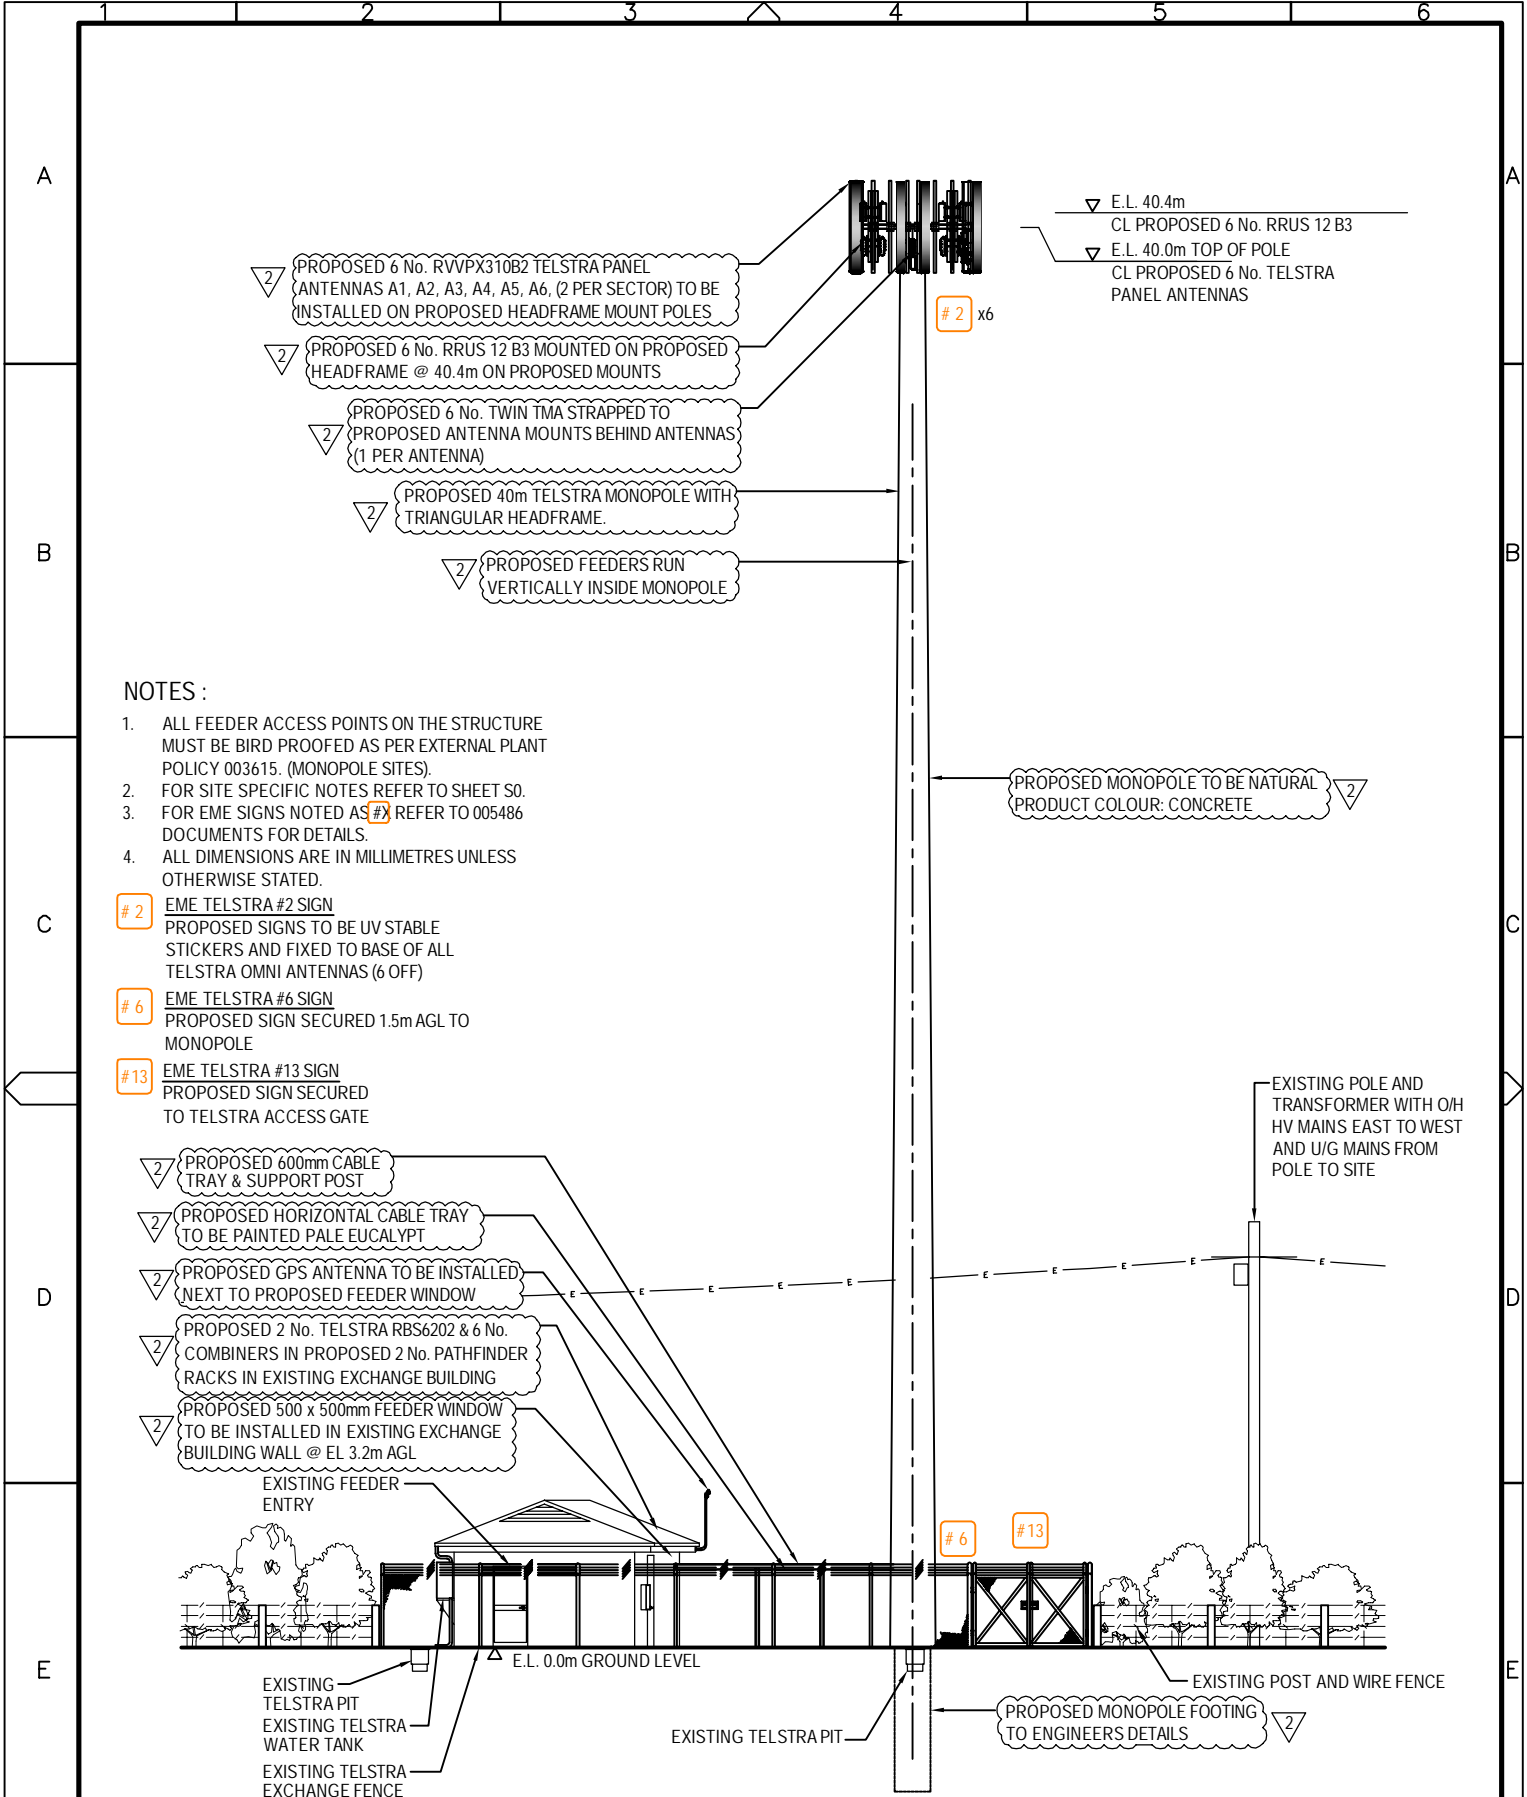 1 2 3 4 5 6
A
A
E.L. 40.4m
CL PROPOSED 6 No. RRUS 12 B3
E.L. 40.0m TOP OF POLE
CL PROPOSED 6 No. TELSTRA
PANEL ANTENNAS
2
PROPOSED 6 No. RVVPX310B2 TELSTRA PANEL
ANTENNAS A1, A2, A3, A4, A5, A6, (2 PER SECTOR) TO BE
INSTALLED ON PROPOSED HEADFRAME MOUNT POLES
# 2 x6
2
PROPOSED 6 No. RRUS 12 B3 MOUNTED ON PROPOSED
HEADFRAME @ 40.4m ON PROPOSED MOUNTS
2
PROPOSED 6 No. TWIN TMA STRAPPED TO
PROPOSED ANTENNA MOUNTS BEHIND ANTENNAS
(1 PER ANTENNA)
2
PROPOSED 40m TELSTRA MONOPOLE WITH
TRIANGULAR HEADFRAME.
B
B
2
PROPOSED FEEDERS RUN
VERTICALLY INSIDE MONOPOLE
NOTES :
1. ALL FEEDER ACCESS POINTS ON THE STRUCTURE
MUST BE BIRD PROOFED AS PER EXTERNAL PLANT
POLICY 003615. (MONOPOLE SITES).
2. FOR SITE SPECIFIC NOTES REFER TO SHEET S0.
3. FOR EME SIGNS NOTED AS #X REFER TO 005486
DOCUMENTS FOR DETAILS.
4. ALL DIMENSIONS ARE IN MILLIMETRES UNLESS
OTHERWISE STATED.
PROPOSED MONOPOLE TO BE NATURAL
PRODUCT COLOUR: CONCRETE
2
C
C
# 2 EME TELSTRA #2 SIGN
PROPOSED SIGNS TO BE UV STABLE
STICKERS AND FIXED TO BASE OF ALL
TELSTRA OMNI ANTENNAS (6 OFF)
# 6 EME TELSTRA #6 SIGN
PROPOSED SIGN SECURED 1.5m AGL TO
MONOPOLE
#13 EME TELSTRA #13 SIGN
PROPOSED SIGN SECURED
TO TELSTRA ACCESS GATE
EXISTING POLE AND
TRANSFORMER WITH O/H
HV MAINS EAST TO WEST
AND U/G MAINS FROM
POLE TO SITE
2
PROPOSED 600mm CABLE
TRAY & SUPPORT POST
2
PROPOSED HORIZONTAL CABLE TRAY
TO BE PAINTED PALE EUCALYPT
D
D
2
PROPOSED GPS ANTENNA TO BE INSTALLED
NEXT TO PROPOSED FEEDER WINDOW
E E E E E E E E E E
2
PROPOSED 2 No. TELSTRA RBS6202 & 6 No.
COMBINERS IN PROPOSED 2 No. PATHFINDER
RACKS IN EXISTING EXCHANGE BUILDING
2
PROPOSED 500 x 500mm FEEDER WINDOW
TO BE INSTALLED IN EXISTING EXCHANGE
BUILDING WALL @ EL 3.2m AGL
EXISTING FEEDER
ENTRY
# 6
#13
E
E
E.L. 0.0m GROUND LEVEL
EXISTING
TELSTRA PIT
EXISTING TELSTRA
WATER TANK
EXISTING TELSTRA
EXCHANGE FENCE
EXISTING TELSTRA PIT
EXISTING POST AND WIRE FENCE
PROPOSED MONOPOLE FOOTING
TO ENGINEERS DETAILS
2